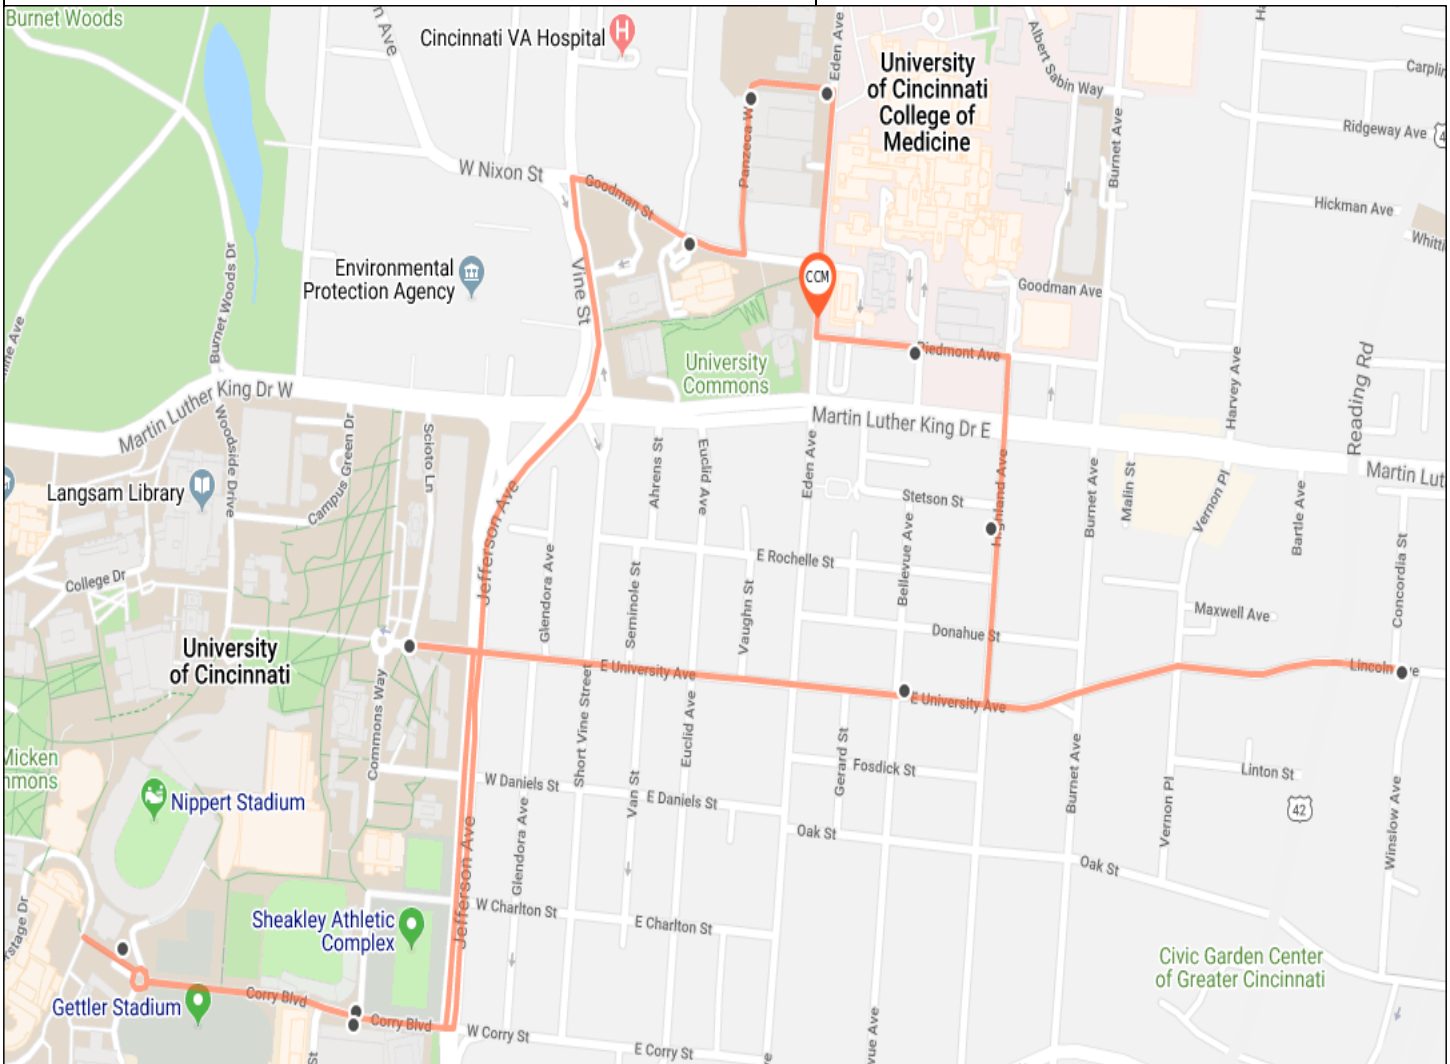 Burnet Woods
Cincinnati VA Hospital
H
Eden Ave
University
of Cincinnati
College of
Medicine
Albert Sabin Way
Burnet Ave
Ridgeway Ave
Hickman Ave
W Nixon St
Goodman St
Panzeca W
Environmental
Protection Agency
Vine St
CCM
Goodman Ave
Piedmont Ave
University
Commons
Burnet Woods Dr
Harvey Ave
Reading Rd
Martin Luther King Dr W
Martin Luther King Dr E
Martin Lut
Woodside Drive
Campus Green Dr
Scioto Ln
Langsam Library
Jefferson Ave
Ahrens St
Euclid Ave
Eden Ave
Stetson St
Highland Ave
Burnet Ave
Malin St
Vernon Pl
Bartle Ave
Concordia St
College Dr
Glendora Ave
Seminole St
Vaughn St
E Rochelle St
Bellevue Ave
Donahue St
Maxwell Ave
University
of Cincinnati
E University Ave
E University Ave
Lincoln
Commons Way
Short Vine Street
Euclid Ave
Gerard St
Fosdick St
Burnet Ave
Vernon Pl
Linton St
42
Winslow Ave
Nippert Stadium
W Daniels St
E Daniels St
Van St
Glendora Ave
Oak St
Oak St
Jefferson Ave
Sheakley Athletic
Complex
W Charlton St
E Charlton St
Civic Garden Center
of Greater Cincinnati
Gettler Stadium
Corry Blvd
Corry Blvd
W Corry St
E Corry St